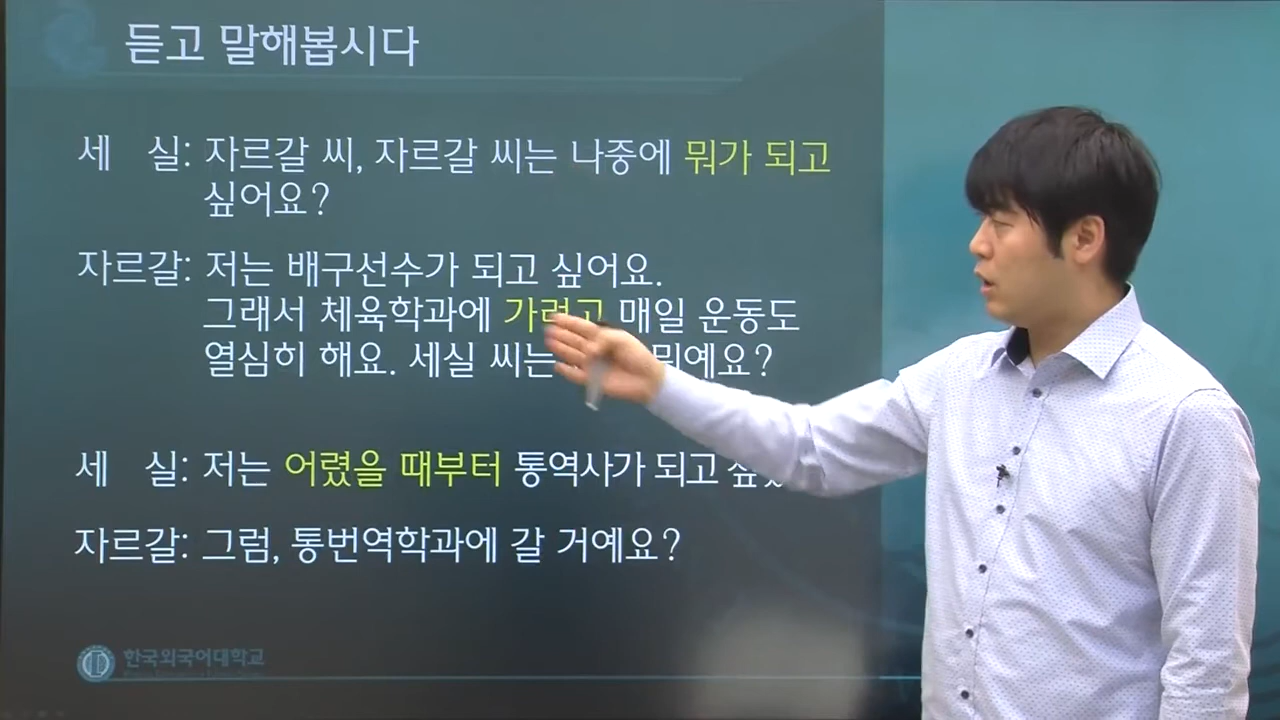 듣고 말해봅시다
세 실: 자르갈 씨, 자르갈 씨는 나중에 뭐가 되고
싶어요?
자르갈: 저는 배구선수가 되고 싶어요.
그래서 체육학과에 가려고 매일 운동도
열심히 해요. 세실 씨는 뭐예요?
세 실: 저는 어렸을 때부터 통역사가 되고
자르갈: 그럼, 통번역학과에 갈 거예요?
한국외국어대학교